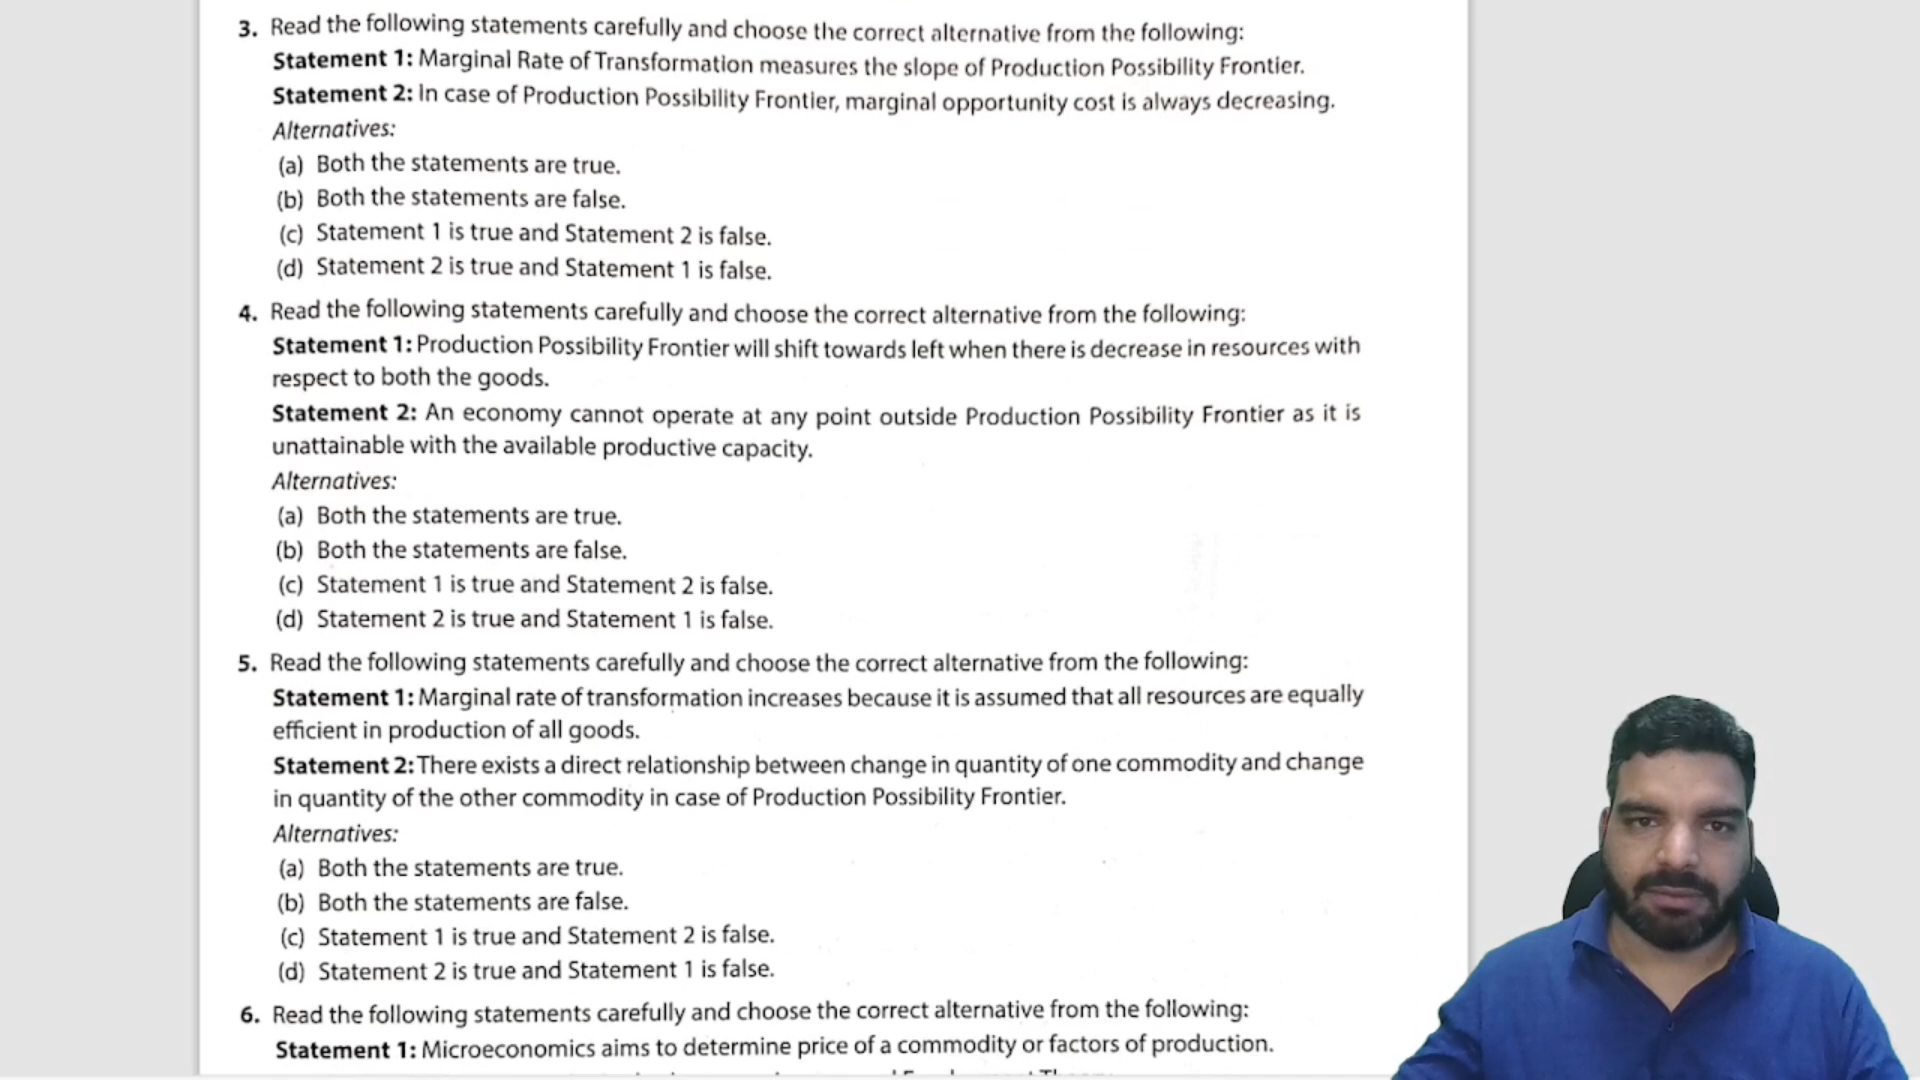 3. Read the following statements carefully and choose the correct alternative from the following:
Statement 1: Marginal Rate of Transformation measures the slope of Production Possibility Frontier.
Statement 2: In case of Production Possibility Frontier, marginal opportunity cost is always decreasing.
Alternatives:
(a) Both the statements are true.
(b) Both the statements are false.
(c) Statement 1 is true and Statement 2 is false.
(d) Statement 2 is true and Statement 1 is false.
4. Read the following statements carefully and choose the correct alternative from the following:
Statement 1: Production Possibility Frontier will shift towards left when there is decrease in resources with
respect to both the goods.
Statement 2: An economy cannot operate at any point outside Production Possibility Frontier as it is
unattainable with the available productive capacity.
Alternatives:
(a) Both the statements are true.
(b) Both the statements are false.
(c) Statement 1 is true and Statement 2 is false.
(d) Statement 2 is true and Statement 1 is false.
5. Read the following statements carefully and choose the correct alternative from the following:
Statement 1: Marginal rate of transformation increases because it is assumed that all resources are equally
efficient in production of all goods.
Statement 2: There exists a direct relationship between change in quantity of one commodity and change
in quantity of the other commodity in case of Production Possibility Frontier.
Alternatives:
(a) Both the statements are true.
(b) Both the statements are false.
(c) Statement 1 is true and Statement 2 is false.
(d) Statement 2 is true and Statement 1 is false.
6. Read the following statements carefully and choose the correct alternative from the following:
Statement 1: Microeconomics aims to determine price of a commodity or factors of production.